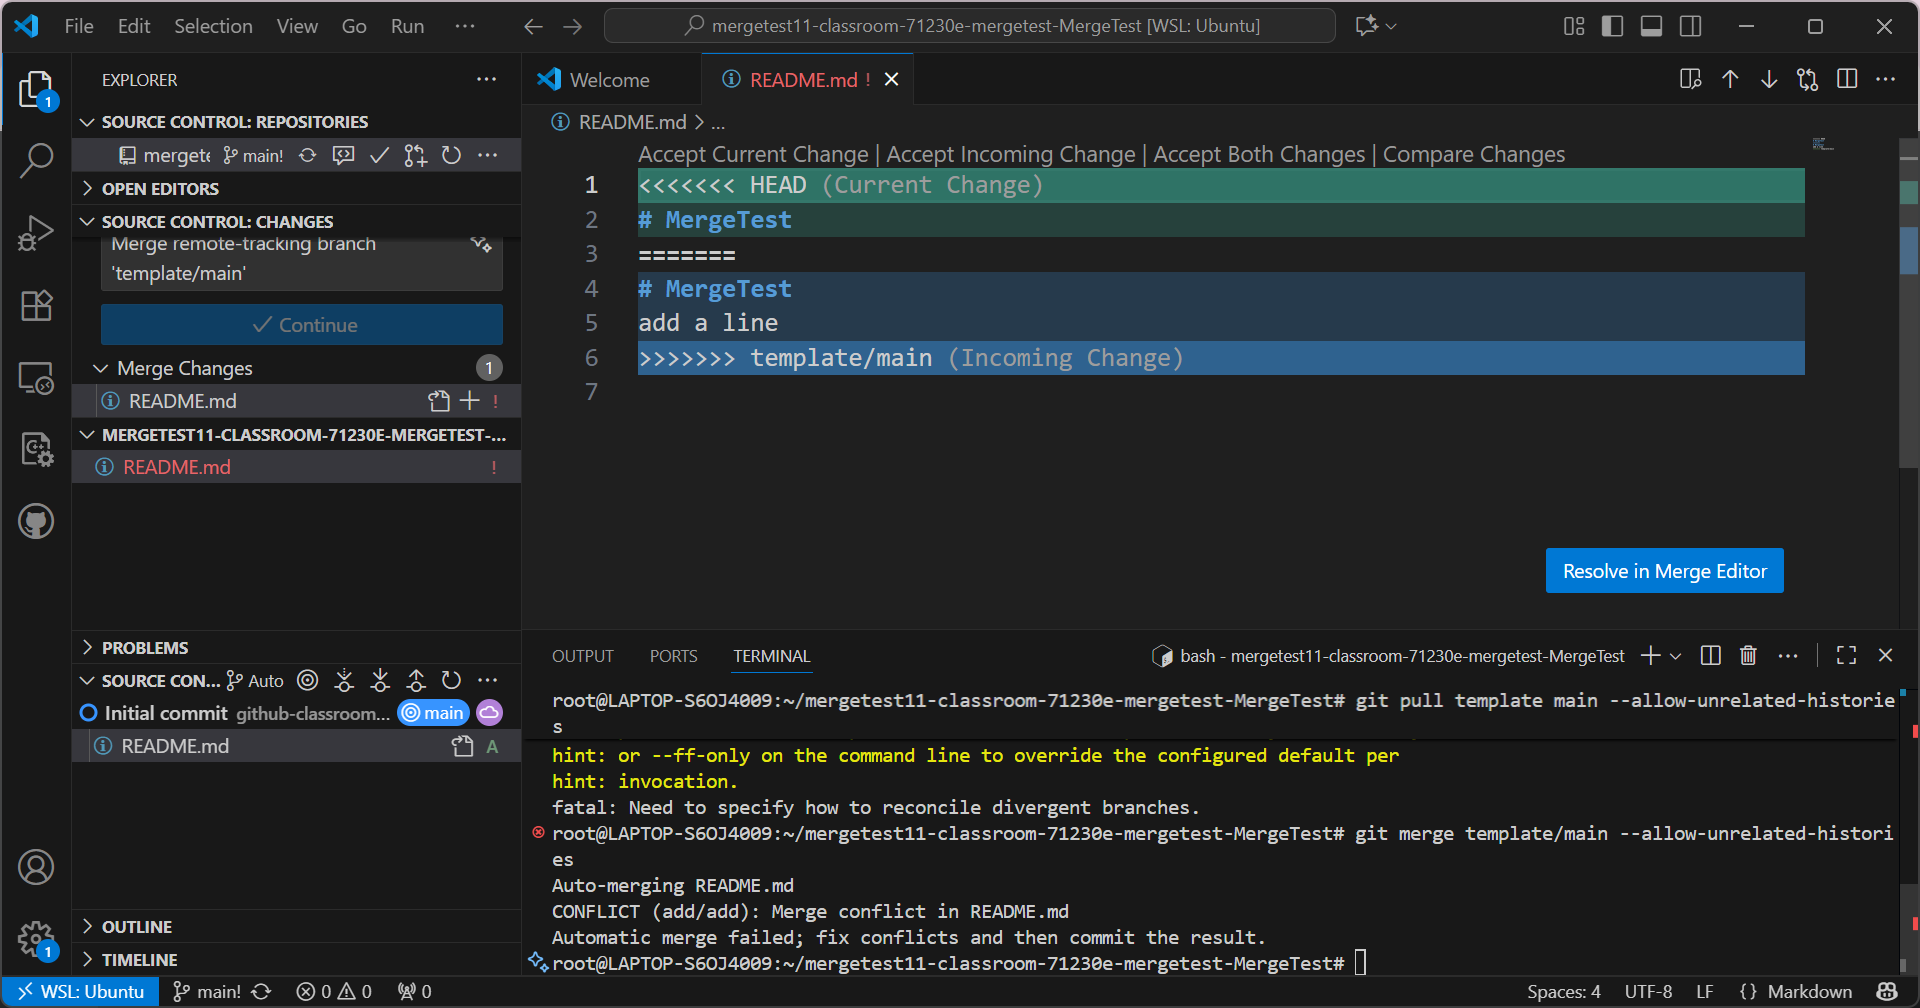 File Edit Selection View Go Run ···
mergetest11-classroom-71230e-mergetest-MergeTest [WSL: Ubuntu]
EXPLORER
1
SOURCE CONTROL: REPOSITORIES
mergete main!
OPEN EDITORS
SOURCE CONTROL: CHANGES
Merge remote-tracking branch
'template/main'
Continue
Merge Changes 1
README.md !
MERGETEST11-CLASSROOM-71230E-MERGETEST-...
README.md !
PROBLEMS
SOURCE CON... Auto
Initial commit github-classroom... main
README.md A
OUTLINE
TIMELINE
1
Welcome README.md !
README.md > ...
Accept Current Change | Accept Incoming Change | Accept Both Changes | Compare Changes
1 <<<<<<< HEAD (Current Change)
2 # MergeTest
3 =======
4 # MergeTest
5 add a line
6 >>>>>>> template/main (Incoming Change)
7
Resolve in Merge Editor
OUTPUT PORTS TERMINAL bash - mergetest11-classroom-71230e-mergetest-MergeTest
root@LAPTOP-S6OJ4009:~/mergetest11-classroom-71230e-mergetest-MergeTest# git pull template main --allow-unrelated-historie
s
hint: or --ff-only on the command line to override the configured default per
hint: invocation.
fatal: Need to specify how to reconcile divergent branches.
root@LAPTOP-S6OJ4009:~/mergetest11-classroom-71230e-mergetest-MergeTest# git merge template/main --allow-unrelated-histori
es
Auto-merging README.md
CONFLICT (add/add): Merge conflict in README.md
Automatic merge failed; fix conflicts and then commit the result.
root@LAPTOP-S6OJ4009:~/mergetest11-classroom-71230e-mergetest-MergeTest#
WSL: Ubuntu main! 0 0 0 Spaces: 4 UTF-8 LF {} Markdown